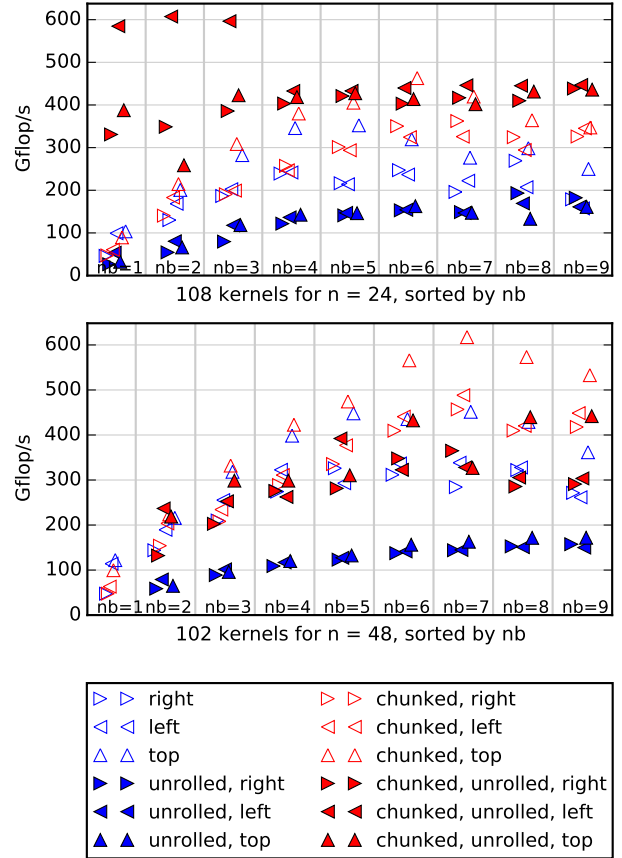 600
500
400
300
200
100
0
Gflop/s
nb=1 nb=2 nb=3 nb=4 nb=5 nb=6 nb=7 nb=8 nb=9
108 kernels for n = 24, sorted by nb
600
500
400
300
200
100
0
Gflop/s
nb=1 nb=2 nb=3 nb=4 nb=5 nb=6 nb=7 nb=8 nb=9
102 kernels for n = 48, sorted by nb
right chunked, right
left chunked, left
top chunked, top
unrolled, right chunked, unrolled, right
unrolled, left chunked, unrolled, left
unrolled, top chunked, unrolled, top